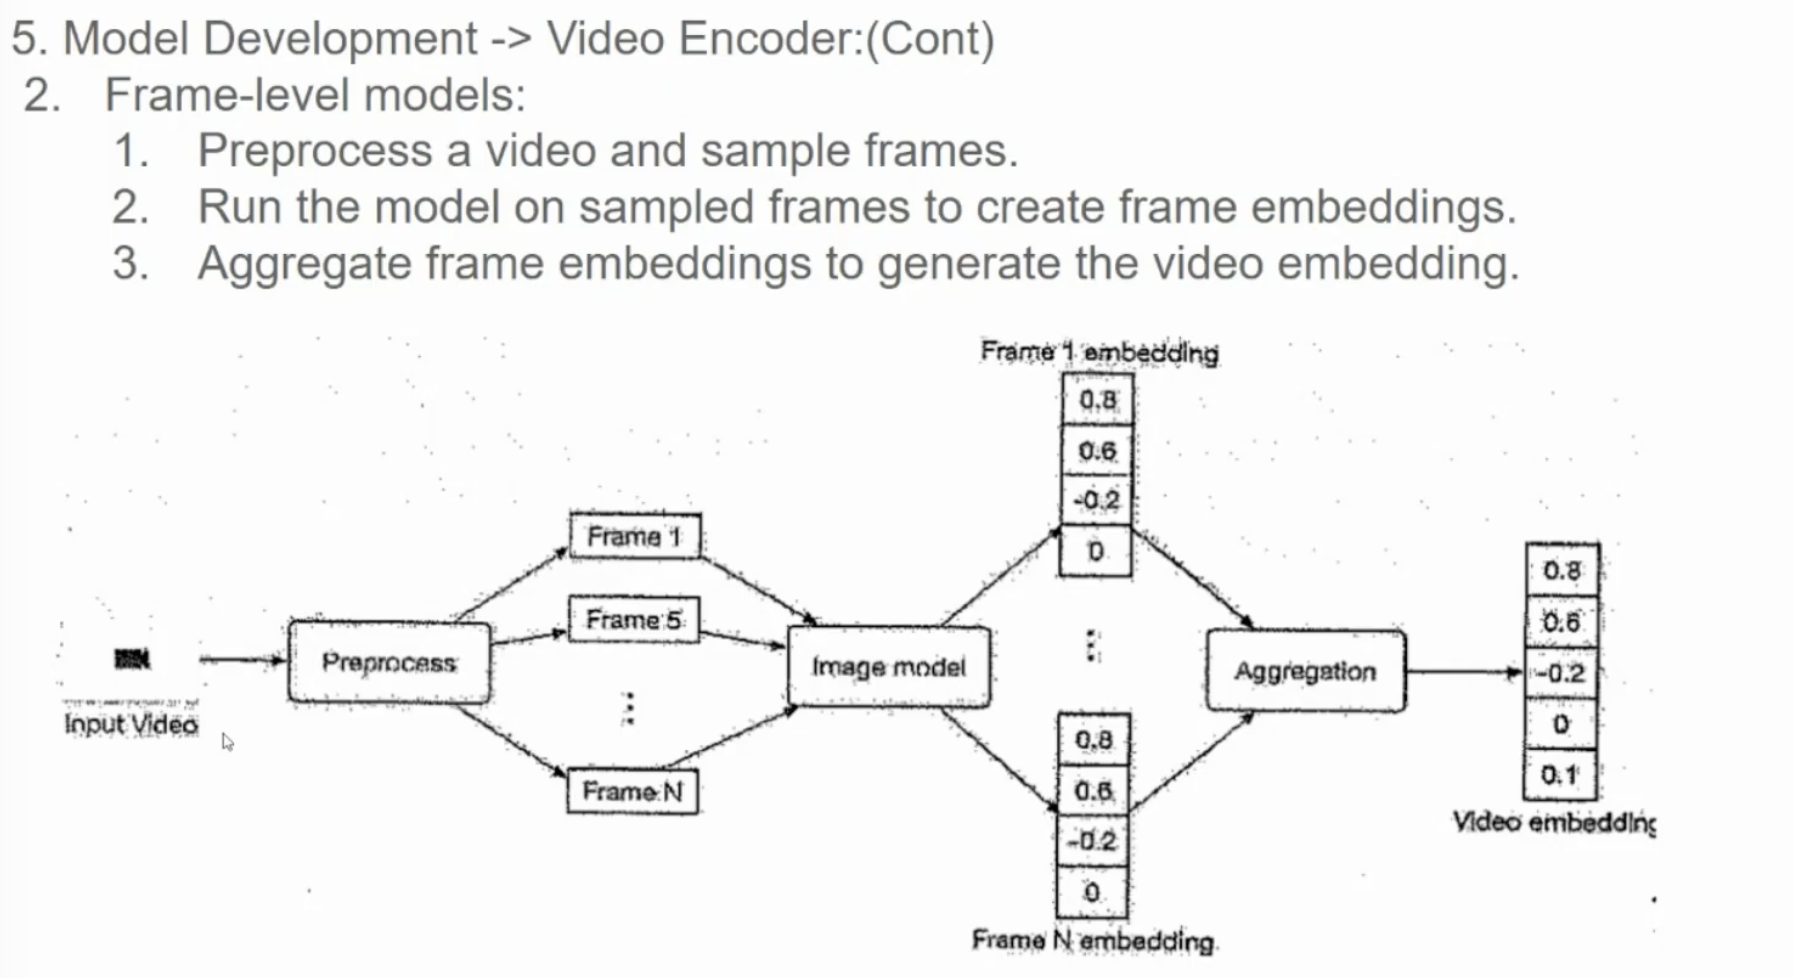 5. Model Development -> Video Encoder:(Cont)
2. Frame-level models:
1. Preprocess a video and sample frames.
2. Run the model on sampled frames to create frame embeddings.
3. Aggregate frame embeddings to generate the video embedding.
Frame 1 embedding
0.8
0.6
-0.2
0
Frame 1
Frame 5
Frame N
Input Video
Preprocess
Image model
0.8
0.6
-0.2
0
Frame N embedding
Aggregation
0.8
0.6
-0.2
0
0.1
Video embedding